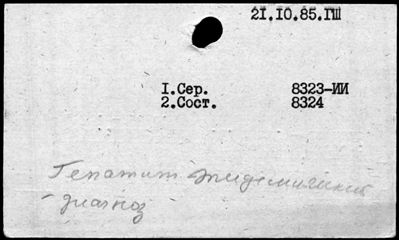 21.10.85.ГШ
1.Сер. 8323-ИИ
2.Сост. 8324
Гепатит эпидемический
- диагноз